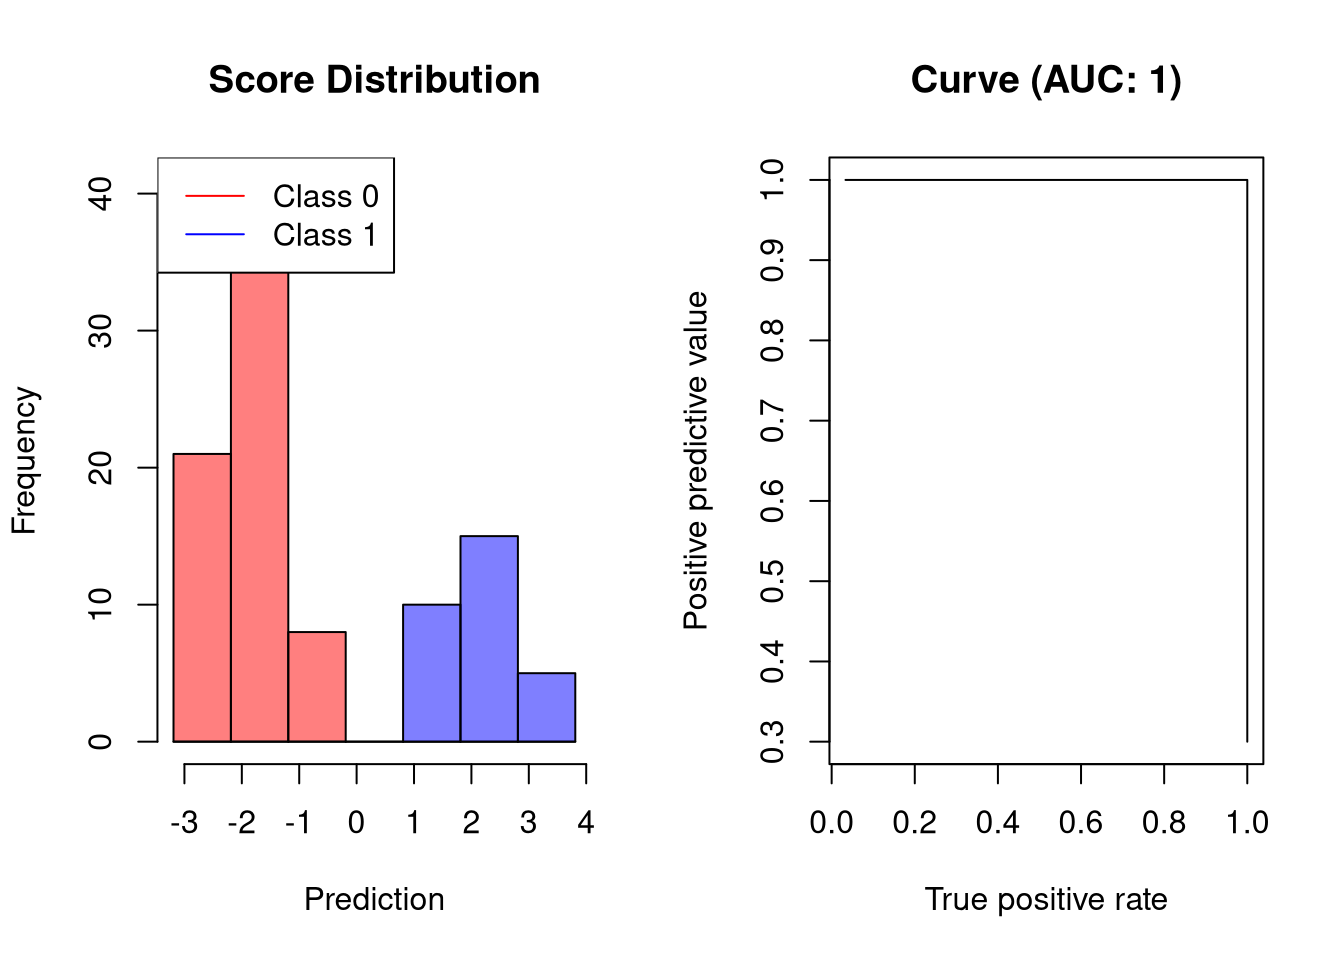 Score Distribution
Class 0
Class 1
Frequency
0
10
20
30
40
-3 -2 -1 0 1 2 3 4
Prediction
Curve (AUC: 1)
Positive predictive value
0.3
0.4
0.5
0.6
0.7
0.8
0.9
1.0
0.0 0.2 0.4 0.6 0.8 1.0
True positive rate